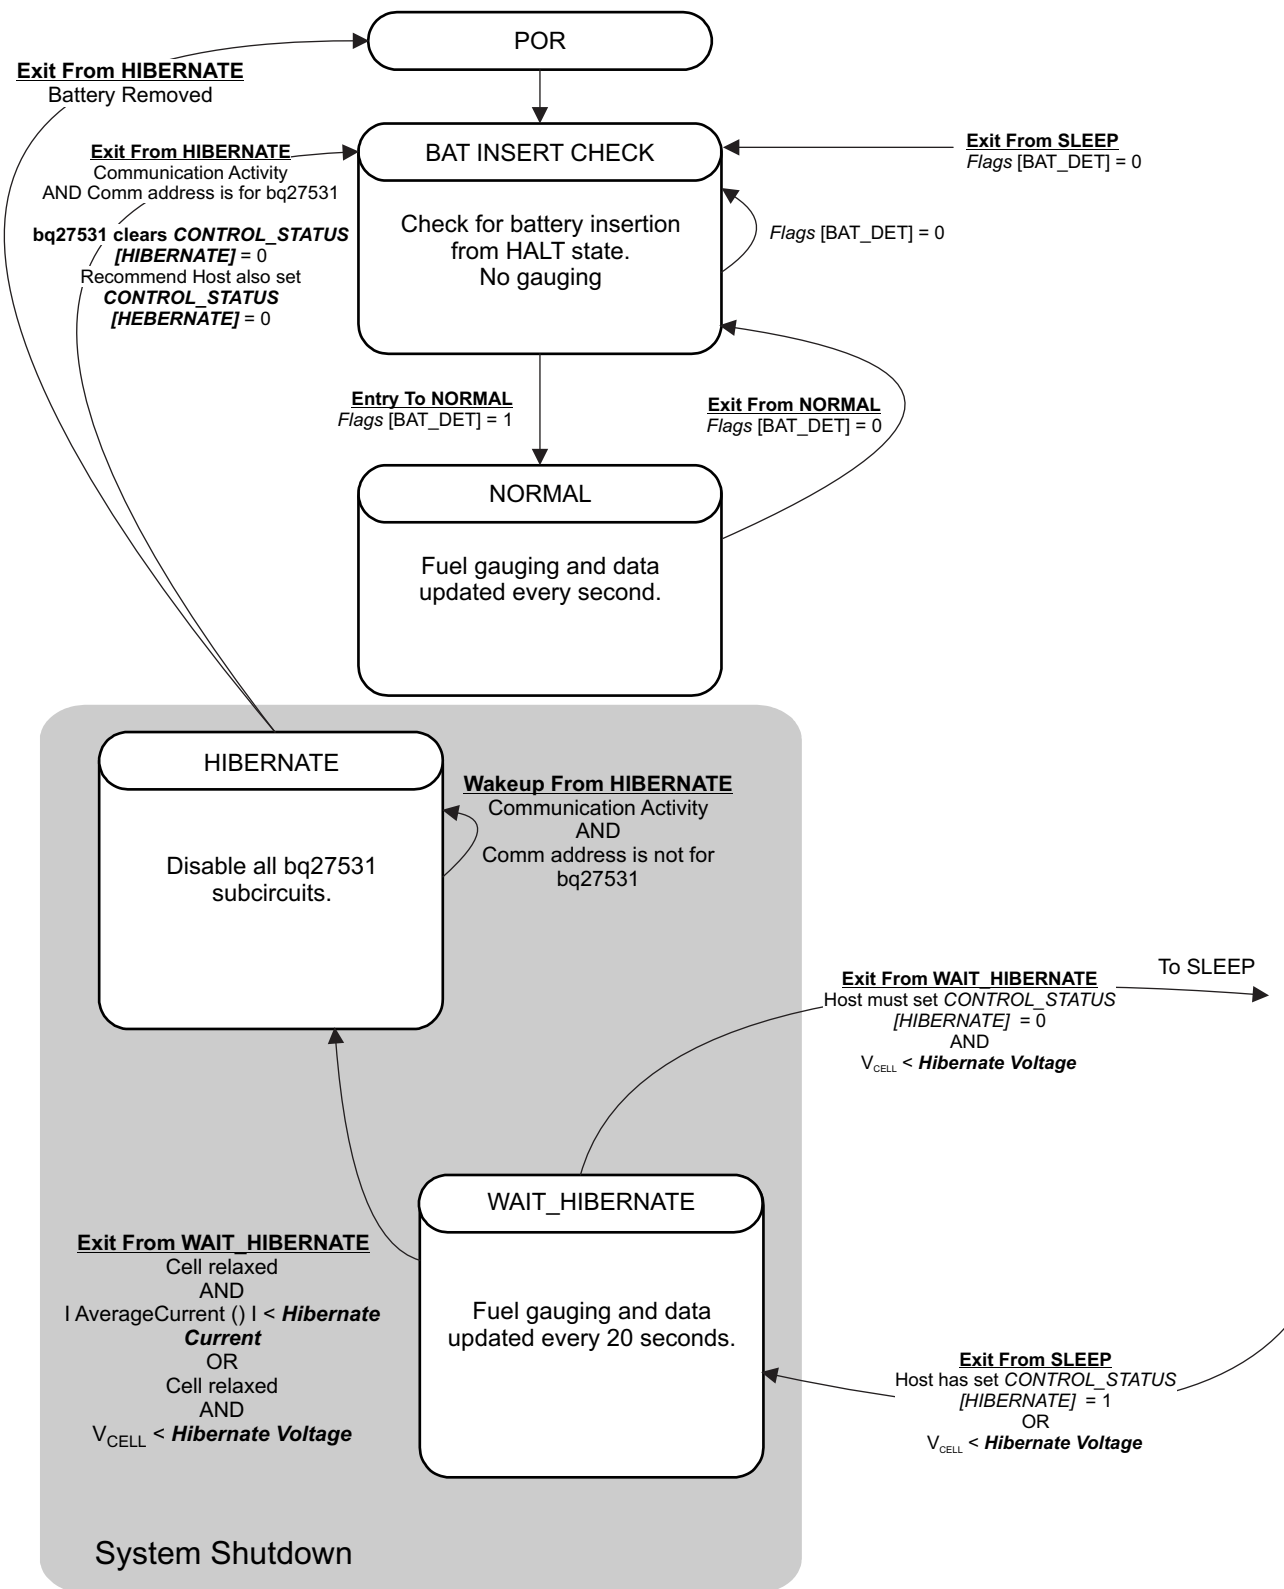 POR
Exit From HIBERNATE
Battery Removed
Exit From HIBERNATE
Communication Activity
AND Comm address is for bq27531
bq27531 clears CONTROL_STATUS
[HIBERNATE] = 0
Recommend Host also set
CONTROL_STATUS
[HEBERNATE] = 0
BAT INSERT CHECK
Check for battery insertion
from HALT state.
No gauging
Exit From SLEEP
Flags [BAT_DET] = 0
Flags [BAT_DET] = 0
Entry To NORMAL
Flags [BAT_DET] = 1
Exit From NORMAL
Flags [BAT_DET] = 0
NORMAL
Fuel gauging and data
updated every second.
HIBERNATE
Disable all bq27531
subcircuits.
Wakeup From HIBERNATE
Communication Activity
AND
Comm address is not for
bq27531
Exit From WAIT_HIBERNATE
Host must set CONTROL_STATUS
[HIBERNATE] = 0
AND
VCELL < Hibernate Voltage
To SLEEP
WAIT_HIBERNATE
Fuel gauging and data
updated every 20 seconds.
Exit From WAIT_HIBERNATE
Cell relaxed
AND
I AverageCurrent () I < Hibernate
Current
OR
Cell relaxed
AND
VCELL < Hibernate Voltage
Exit From SLEEP
Host has set CONTROL_STATUS
[HIBERNATE] = 1
OR
VCELL < Hibernate Voltage
System Shutdown